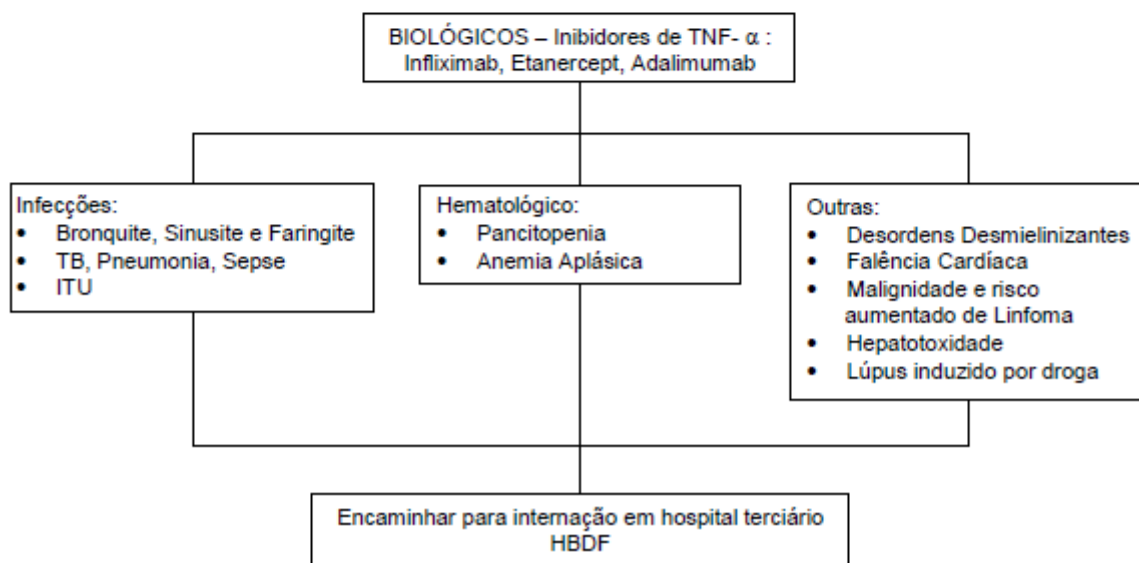 BIOLÓGICOS – Inibidores de TNF- α :
Infliximab, Etanercept, Adalimumab
Infecções:
• Bronquite, Sinusite e Faringite
• TB, Pneumonia, Sepse
• ITU
Hematológico:
• Pancitopenia
• Anemia Aplásica
Outras:
• Desordens Desmielinizantes
• Falência Cardíaca
• Malignidade e risco
aumentado de Linfoma
• Hepatotoxidade
• Lúpus induzido por droga
Encaminhar para internação em hospital terciário
HBDF